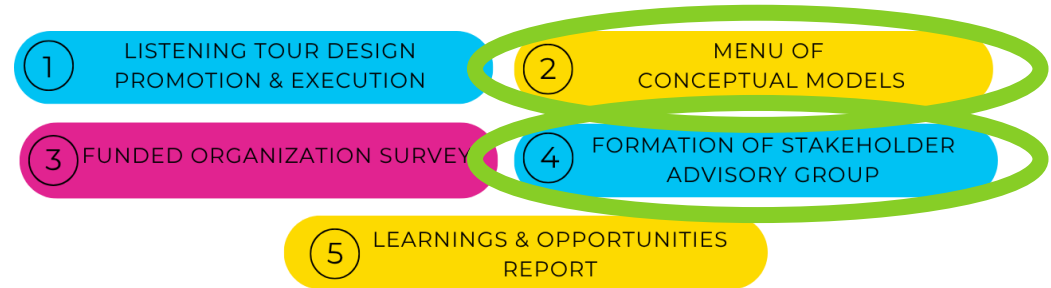 1
LISTENING TOUR DESIGN
PROMOTION & EXECUTION
2
MENU OF
CONCEPTUAL MODELS
3
FUNDED ORGANIZATION SURVEY
4
FORMATION OF STAKEHOLDER
ADVISORY GROUP
5
LEARNINGS & OPPORTUNITIES
REPORT